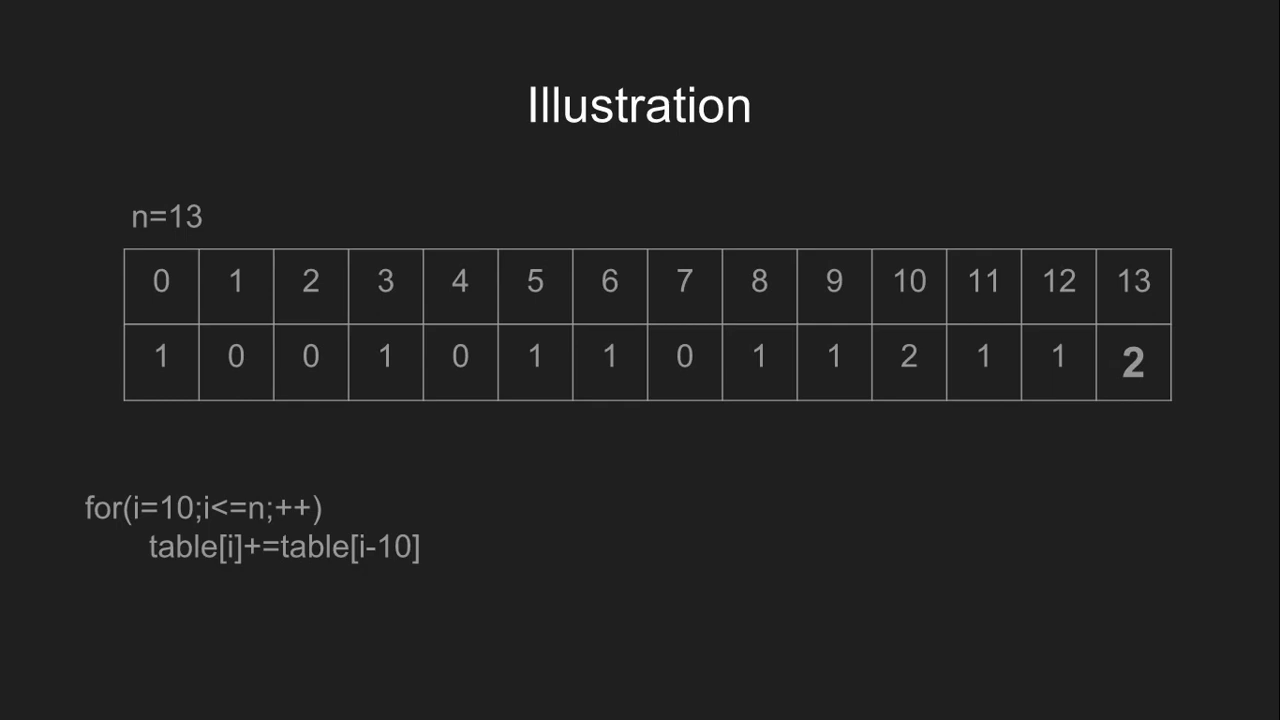 Illustration
n=13
0 1 2 3 4 5 6 7 8 9 10 11 12 13
1 0 0 1 0 1 1 0 1 1 2 1 1 2
for(i=10;i<=n;++)
table[i]+=table[i-10]